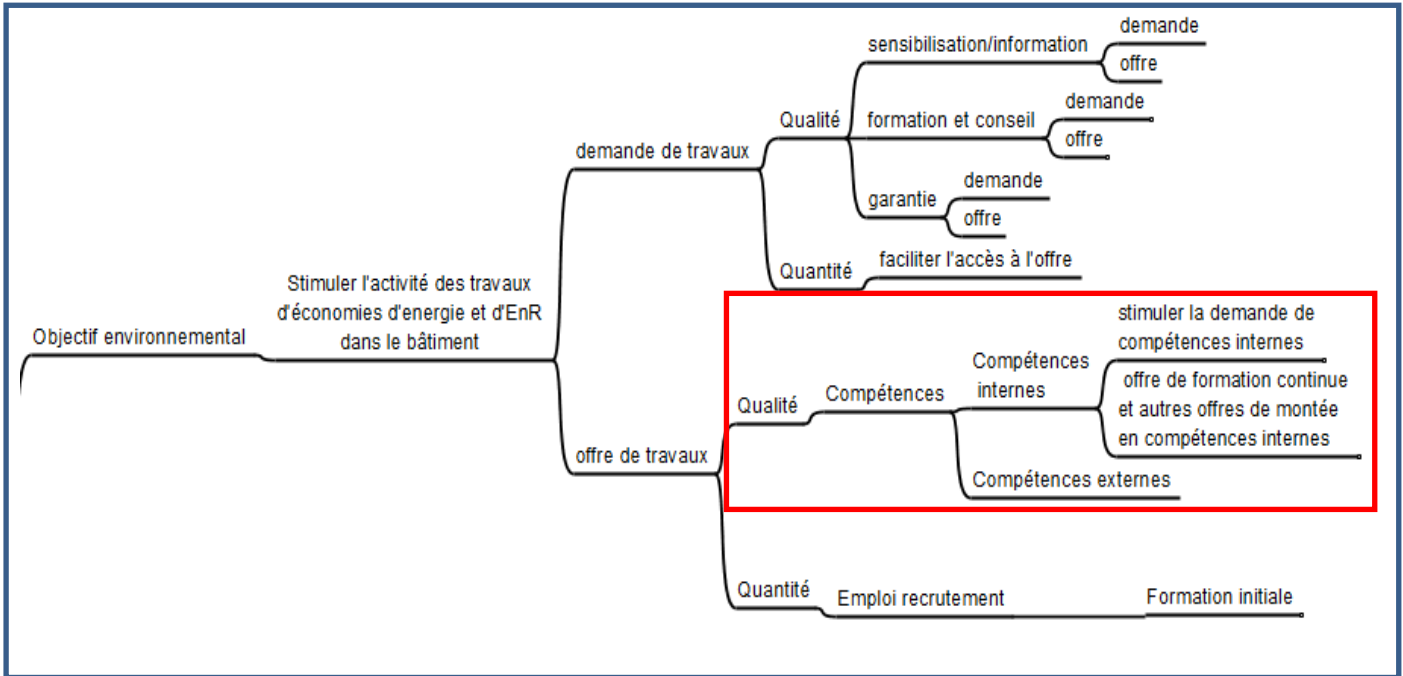 demande
sensibilisation/information
offre
demande
Qualité
formation et conseil
offre
demande de travaux
demande
garantie
offre
Quantité
faciliter l'accès à l'offre
Stimuler l'activité des travaux
d'économies d'energie et d'EnR
dans le bâtiment
Objectif environnemental
stimuler la demande de
compétences internes
Compétences
internes
offre de formation continue
et autres offres de montée
en compétences internes
Qualité
Compétences
offre de travaux
Compétences externes
Quantité
Emploi recrutement
Formation initiale